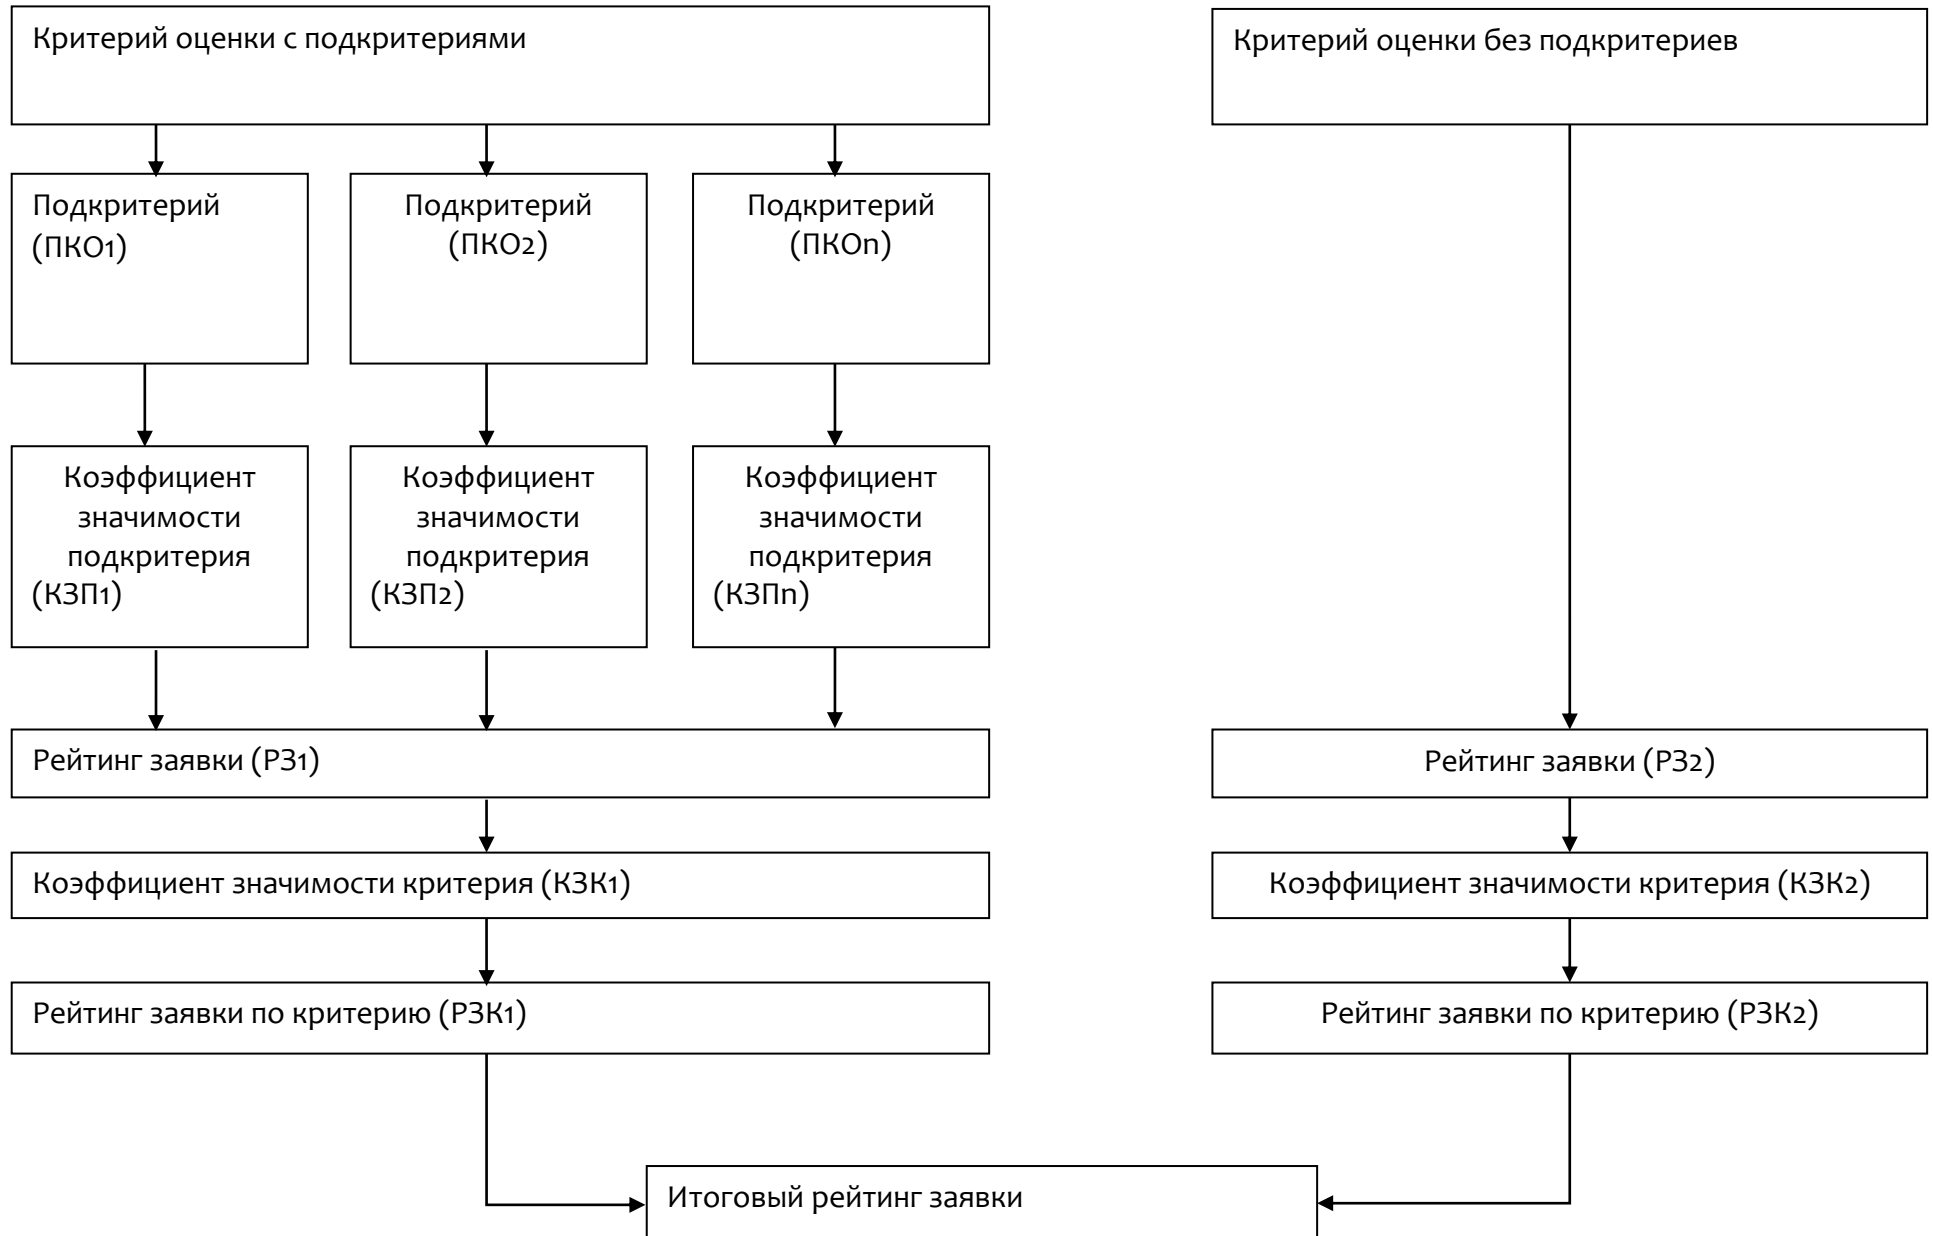 Критерий оценки с подкритериями
Критерий оценки без подкритериев
Подкритерий
(ПКО1)
Подкритерий
(ПКО2)
Подкритерий
(ПКОn)
Коэффициент
значимости
подкритерия
(КЗП1)
Коэффициент
значимости
подкритерия
(КЗП2)
Коэффициент
значимости
подкритерия
(КЗПn)
Рейтинг заявки (РЗ1)
Рейтинг заявки (РЗ2)
Коэффициент значимости критерия (КЗК1)
Коэффициент значимости критерия (КЗК2)
Рейтинг заявки по критерию (РЗК1)
Рейтинг заявки по критерию (РЗК2)
Итоговый рейтинг заявки